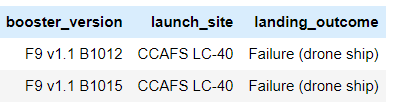 booster_version launch_site landing_outcome
F9 v1.1 B1012 CCAFS LC-40 Failure (drone ship)
F9 v1.1 B1015 CCAFS LC-40 Failure (drone ship)